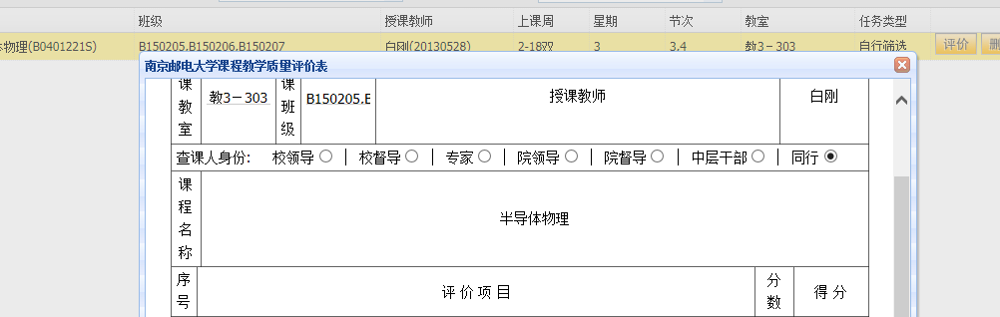 班级 授课教师 上课周 星期 节次 教室 任务类型
体物理(B0401221S) B150205,B150206,B150207 白刚(20130528) 2-18双 3 3,4 教3-303 自行筛选 评价 删
南京邮电大学课程教学质量评价表
课教室 教3-303 课班级 B150205,B 授课教师 白刚
查课人身份: 校领导 | 校督导 | 专家 | 院领导 | 院督导 | 中层干部 | 同行
课程名称 半导体物理
序号 评 价 项 目 分数 得 分